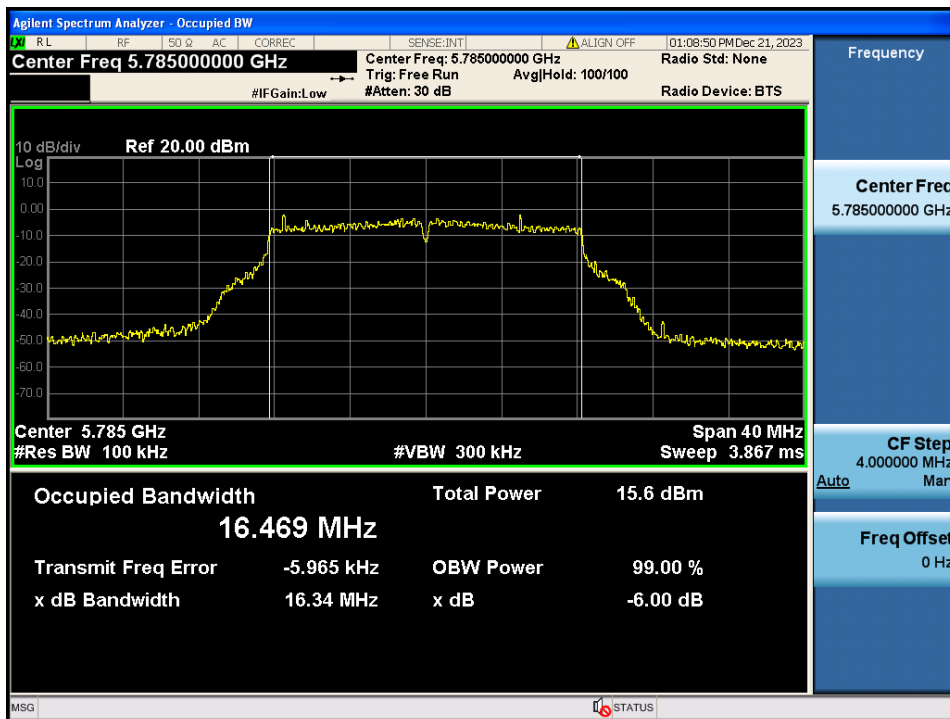 Agilent Spectrum Analyzer - Occupied BW
LXI RL RF 50 Ω AC CORREC SENSE:INT ALIGN OFF 01:08:50 PM Dec 21, 2023
Center Freq 5.785000000 GHz
Center Freq: 5.785000000 GHz
Radio Std: None
Trig: Free Run Avg|Hold: 100/100
#IFGain:Low #Atten: 30 dB Radio Device: BTS
10 dB/div Ref 20.00 dBm
Log
10.0
0.00
-10.0
-20.0
-30.0
-40.0
-50.0
-60.0
-70.0
Center 5.785 GHz Span 40 MHz
#Res BW 100 kHz #VBW 300 kHz Sweep 3.867 ms
Occupied Bandwidth Total Power 15.6 dBm
16.469 MHz
Transmit Freq Error -5.965 kHz OBW Power 99.00 %
x dB Bandwidth 16.34 MHz x dB -6.00 dB
MSG STATUS
Frequency
Center Freq
5.785000000 GHz
CF Step
4.000000 MHz
Auto Man
Freq Offset
0 Hz